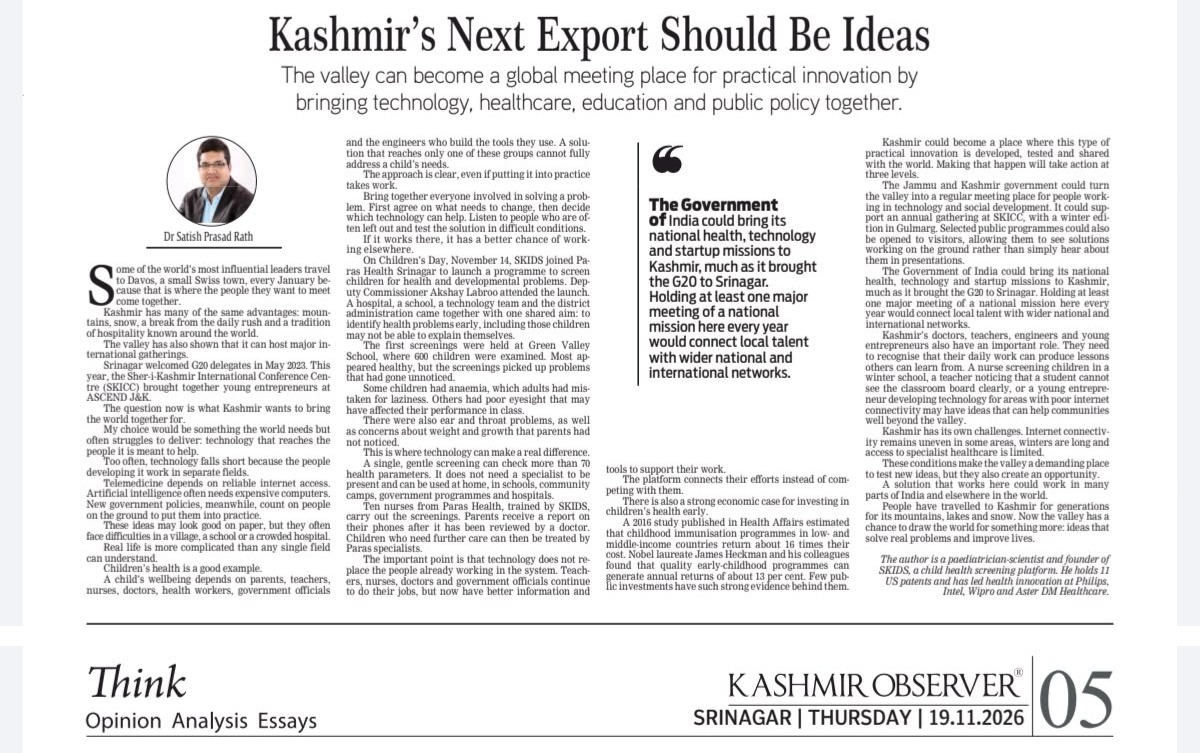 Kashmir's Next Export Should Be Ideas
The valley can become a global meeting place for practical innovation by
bringing technology, healthcare, education and public policy together.
Dr Satish Prasad Rath
Some of the world's most influential leaders travel
to Davos, a small Swiss town, every January be-
cause that is where the people they want to meet
come together.
Kashmir has many of the same advantages: moun-
tains, snow, a break from the daily rush and a tradition
of hospitality known around the world.
The valley has also shown that it can host major in-
ternational gatherings.
Srinagar welcomed G20 delegates in May 2023. This
year, the Sher-i-Kashmir International Conference Cen-
tre (SKICC) brought together young entrepreneurs at
ASCEND J&K.
The question now is what Kashmir wants to bring
the world together for.
My choice would be something the world needs but
often struggles to deliver: technology that reaches the
people it is meant to help.
Too often, technology falls short because the people
developing it work in separate fields.
Telemedicine depends on reliable internet access.
Artificial intelligence often needs expensive computers.
New government policies, meanwhile, count on people
on the ground to put them into practice.
These ideas may look good on paper, but they often
face difficulties in a village, a school or a crowded hospital.
Real life is more complicated than any single field
can understand.
Children's health is a good example.
A child's wellbeing depends on parents, teachers,
nurses, doctors, health workers, government officials
and the engineers who build the tools they use. A solu-
tion that reaches only one of these groups cannot fully
address a child's needs.
The approach is clear, even if putting it into practice
takes work.
Bring together everyone involved in solving a prob-
lem. First agree on what needs to change, then decide
which technology can help. Listen to people who are of-
ten left out and test the solution in difficult conditions.
If it works there, it has a better chance of work-
ing elsewhere.
On Children's Day, November 14, SKIDS joined Pa-
ras Health Srinagar to launch a programme to screen
children for health and developmental problems. Dep-
uty Commissioner Akshay Labroo attended the launch.
A hospital, a school, a technology team and the district
administration came together with one shared aim: to
identify health problems early, including those children
may not be able to explain themselves.
The first screenings were held at Green Valley
School, where 600 children were examined. Most ap-
peared healthy, but the screenings picked up problems
that had gone unnoticed.
Some children had anaemia, which adults had mis-
taken for laziness. Others had poor eyesight that may
have affected their performance in class.
There were also ear and throat problems, as well
as concerns about weight and growth that parents had
not noticed.
This is where technology can make a real difference.
A single, gentle screening can check more than 70
health parameters. It does not need a specialist to be
present and can be used at home, in schools, community
camps, government programmes and hospitals.
Ten nurses from Paras Health, trained by SKIDS,
carry out the screenings. Parents receive a report on
their phones after it has been reviewed by a doctor.
Children who need further care can then be treated by
Paras specialists.
The important point is that technology does not re-
place the people already working in the system. Teach-
ers, nurses, doctors and government officials continue
to do their jobs, but now have better information and
❝
The Government
of India could bring its
national health, technology
and startup missions to
Kashmir, much as it brought
the G20 to Srinagar.
Holding at least one major
meeting of a national
mission here every year
would connect local talent
with wider national and
international networks.
tools to support their work.
The platform connects their efforts instead of com-
peting with them.
There is also a strong economic case for investing in
children's health early.
A 2016 study published in Health Affairs estimated
that childhood immunisation programmes in low- and
middle-income countries return about 16 times their
cost. Nobel laureate James Heckman and his colleagues
found that quality early-childhood programmes can
generate annual returns of about 13 per cent. Few pub-
lic investments have such strong evidence behind them.
Kashmir could become a place where this type of
practical innovation is developed, tested and shared
with the world. Making that happen will take action at
three levels.
The Jammu and Kashmir government could turn
the valley into a regular meeting place for people work-
ing in technology and social development. It could sup-
port an annual gathering at SKICC, with a winter edi-
tion in Gulmarg. Selected public programmes could also
be opened to visitors, allowing them to see solutions
working on the ground rather than simply hear about
them in presentations.
The Government of India could bring its national
health, technology and startup missions to Kashmir,
much as it brought the G20 to Srinagar. Holding at least
one major meeting of a national mission here every
year would connect local talent with wider national and
international networks.
Kashmir's doctors, teachers, engineers and young
entrepreneurs also have an important role. They need
to recognise that their daily work can produce lessons
others can learn from. A nurse screening children in a
winter school, a teacher noticing that a student cannot
see the classroom board clearly, or a young entrepre-
neur developing technology for areas with poor internet
connectivity may have ideas that can help communities
well beyond the valley.
Kashmir has its own challenges. Internet connectiv-
ity remains uneven in some areas, winters are long and
access to specialist healthcare is limited.
These conditions make the valley a demanding place
to test new ideas, but they also create an opportunity.
A solution that works here could work in many
parts of India and elsewhere in the world.
People have travelled to Kashmir for generations
for its mountains, lakes and snow. Now the valley has a
chance to draw the world for something more: ideas that
solve real problems and improve lives.
The author is a paediatrician-scientist and founder of
SKIDS, a child health screening platform. He holds 11
US patents and has led health innovation at Philips,
Intel, Wipro and Aster DM Healthcare.
Think
Opinion Analysis Essays
KASHMIR OBSERVER®
SRINAGAR | THURSDAY | 19.11.2026
05